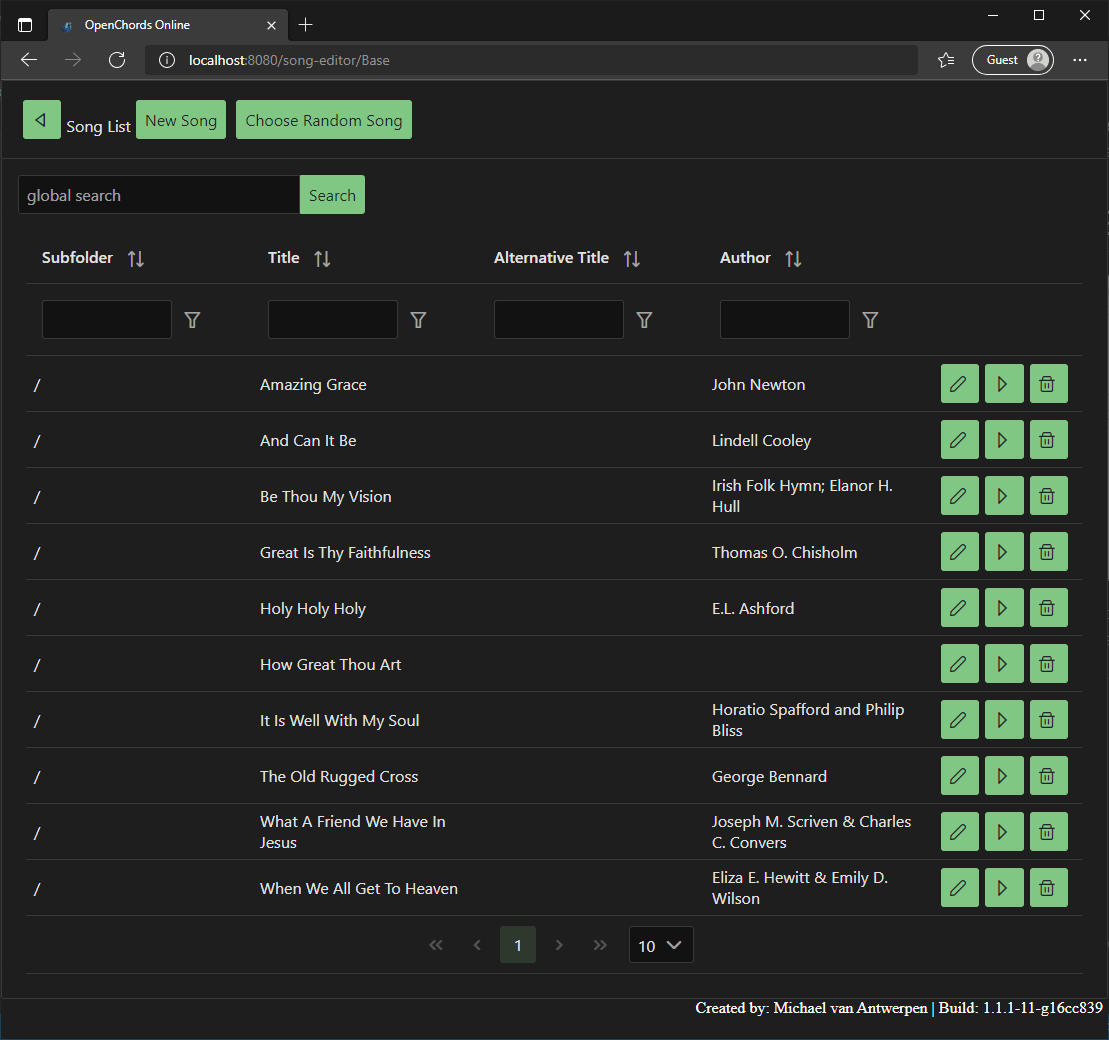 OpenChords Online
localhost:8080/song-editor/Base
Guest
Song List New Song Choose Random Song
global search Search
Subfolder Title Alternative Title Author
/ Amazing Grace John Newton
/ And Can It Be Lindell Cooley
/ Be Thou My Vision Irish Folk Hymn; Elanor H.
Hull
/ Great Is Thy Faithfulness Thomas O. Chisholm
/ Holy Holy Holy E.L. Ashford
/ How Great Thou Art
/ It Is Well With My Soul Horatio Spafford and Philip
Bliss
/ The Old Rugged Cross George Bennard
/ What A Friend We Have In
Jesus
Joseph M. Scriven & Charles
C. Convers
/ When We All Get To Heaven Eliza E. Hewitt & Emily D.
Wilson
1 10
Created by: Michael van Antwerpen | Build: 1.1.1-11-g16cc839